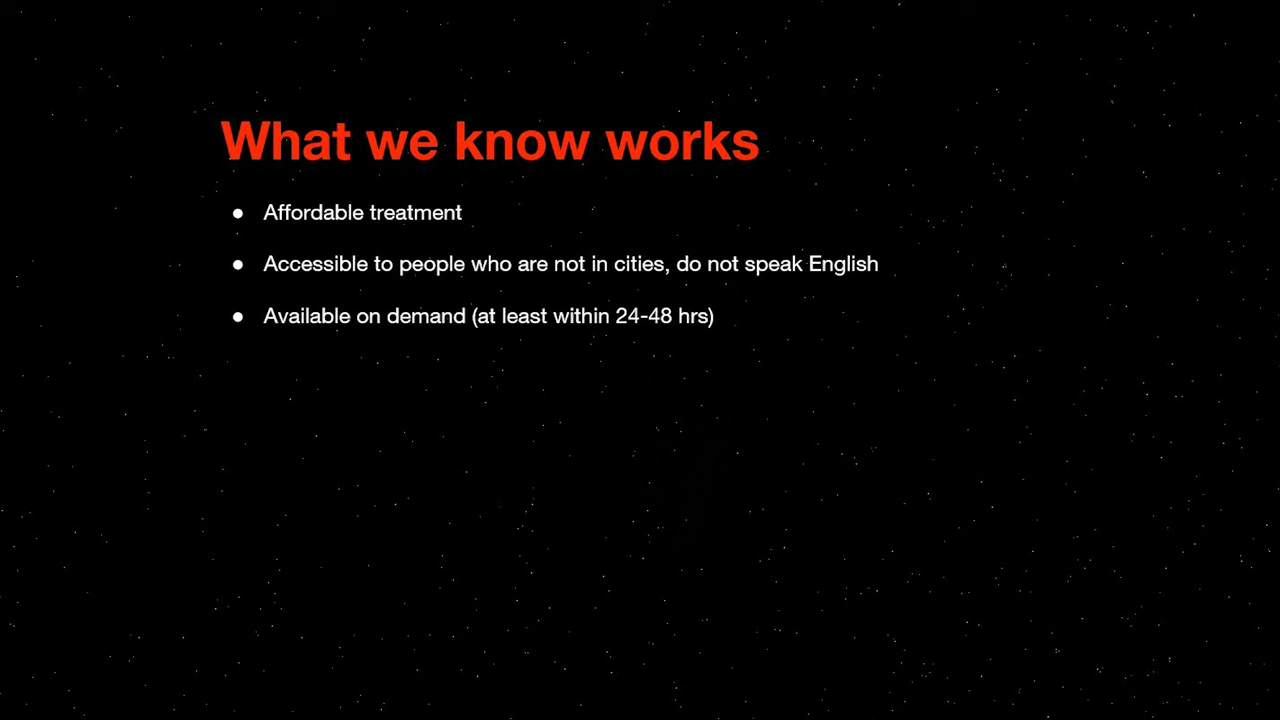 What we know works
● Affordable treatment
● Accessible to people who are not in cities, do not speak English
● Available on demand (at least within 24-48 hrs)